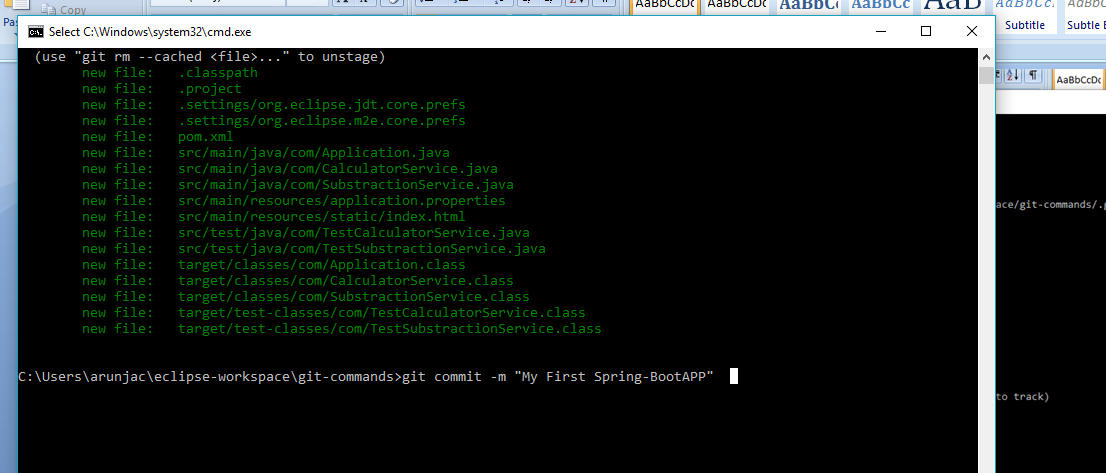 Copy
AaBbCcDc AaBbCcDc AaBbC AaBbCc AaB AaBbCc. AaBbCcD
Subtitle
Subtle E
Select C:\Windows\system32\cmd.exe
(use "git rm --cached <file>..." to unstage)
new file: .classpath
new file: .project
new file: .settings/org.eclipse.jdt.core.prefs
new file: .settings/org.eclipse.m2e.core.prefs
new file: pom.xml
new file: src/main/java/com/Application.java
new file: src/main/java/com/CalculatorService.java
new file: src/main/java/com/SubstractionService.java
new file: src/main/resources/application.properties
new file: src/main/resources/static/index.html
new file: src/test/java/com/TestCalculatorService.java
new file: src/test/java/com/TestSubstractionService.java
new file: target/classes/com/Application.class
new file: target/classes/com/CalculatorService.class
new file: target/classes/com/SubstractionService.class
new file: target/test-classes/com/TestCalculatorService.class
new file: target/test-classes/com/TestSubstractionService.class
C:\Users\arunjac\eclipse-workspace\git-commands>git commit -m "My First Spring-BootAPP"
AaBbCcDc
ace/git-commands/.g
to track)